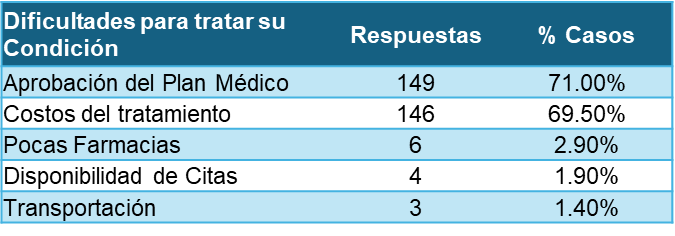 Dificultades para tratar su
Condición Respuestas % Casos
Aprobación del Plan Médico 149 71.00%
Costos del tratamiento 146 69.50%
Pocas Farmacias 6 2.90%
Disponibilidad de Citas 4 1.90%
Transportación 3 1.40%